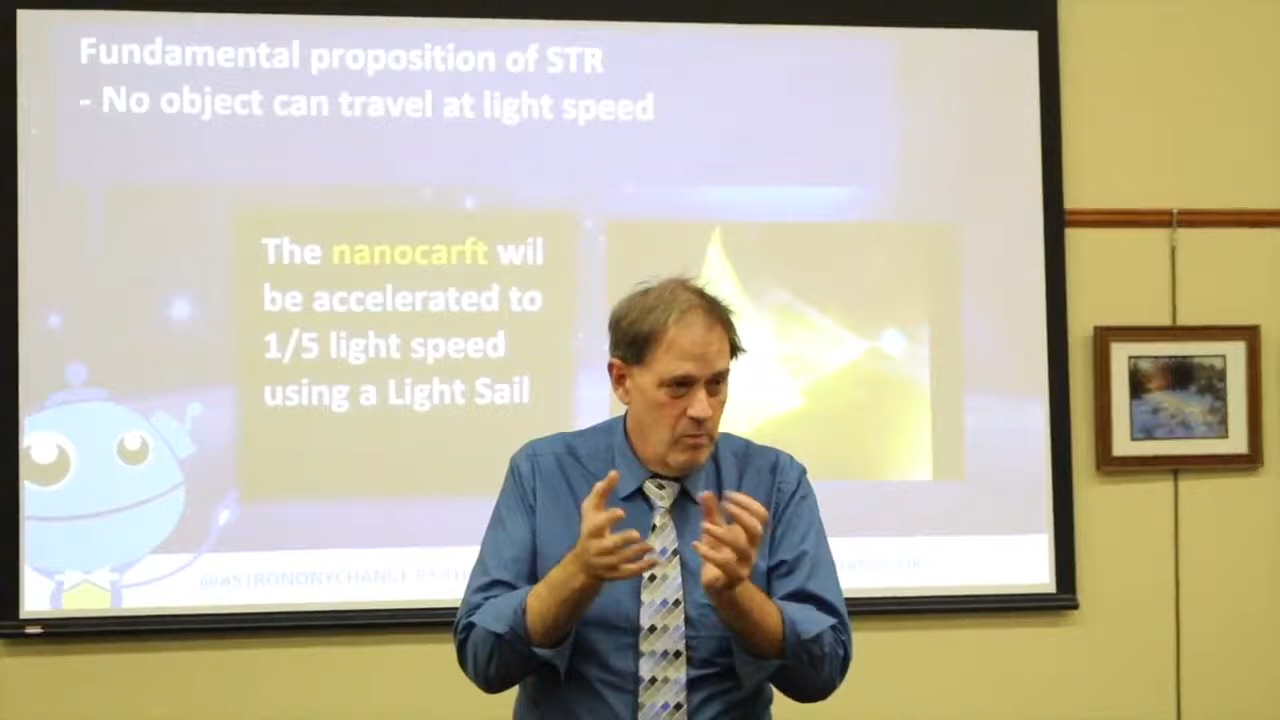 Fundamental proposition of STR
- No object can travel at light speed
The nanocarft wil
be accelerated to
1/5 light speed
using a Light Sail